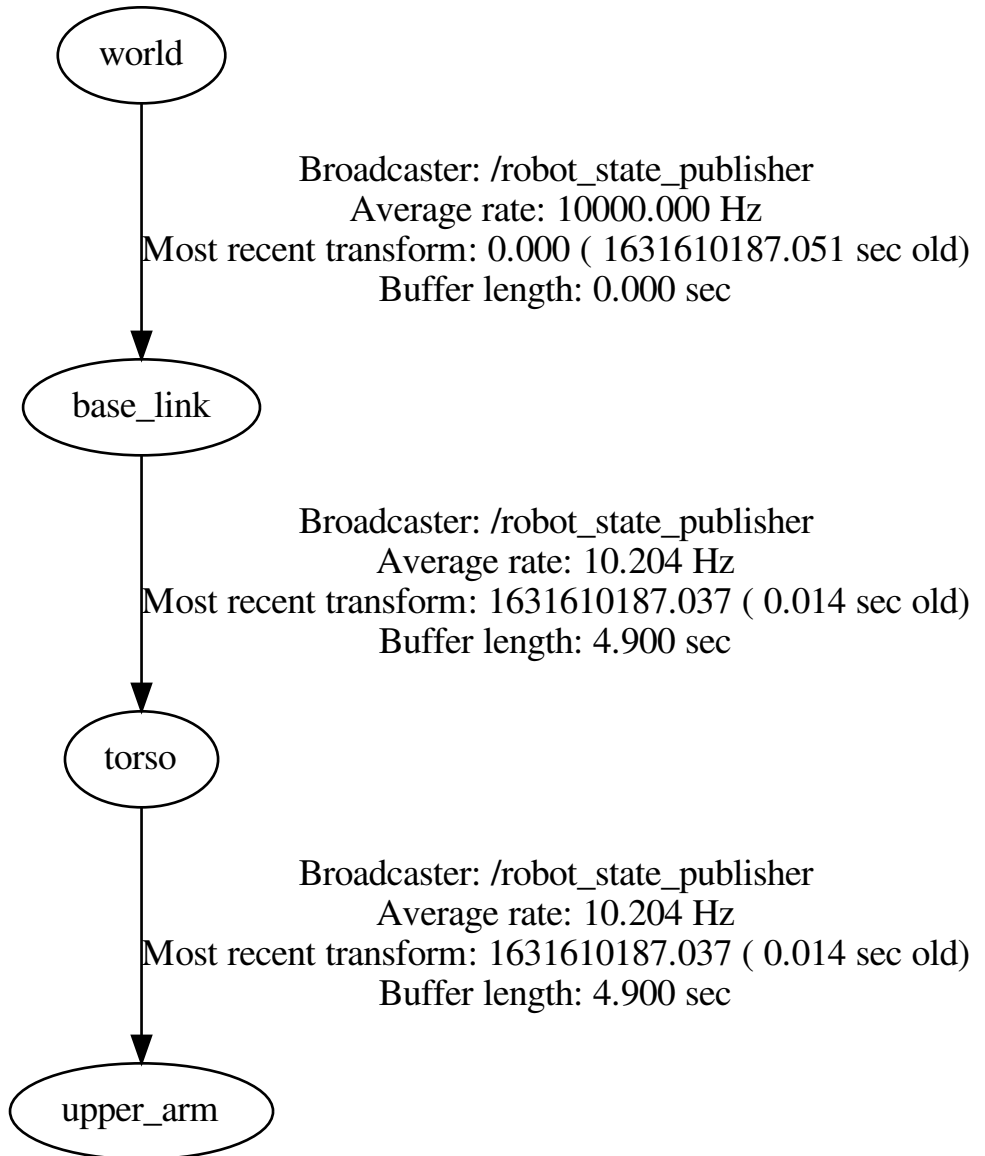 world
Broadcaster: /robot_state_publisher
Average rate: 10000.000 Hz
Most recent transform: 0.000 ( 1631610187.051 sec old)
Buffer length: 0.000 sec
base_link
Broadcaster: /robot_state_publisher
Average rate: 10.204 Hz
Most recent transform: 1631610187.037 ( 0.014 sec old)
Buffer length: 4.900 sec
torso
Broadcaster: /robot_state_publisher
Average rate: 10.204 Hz
Most recent transform: 1631610187.037 ( 0.014 sec old)
Buffer length: 4.900 sec
upper_arm